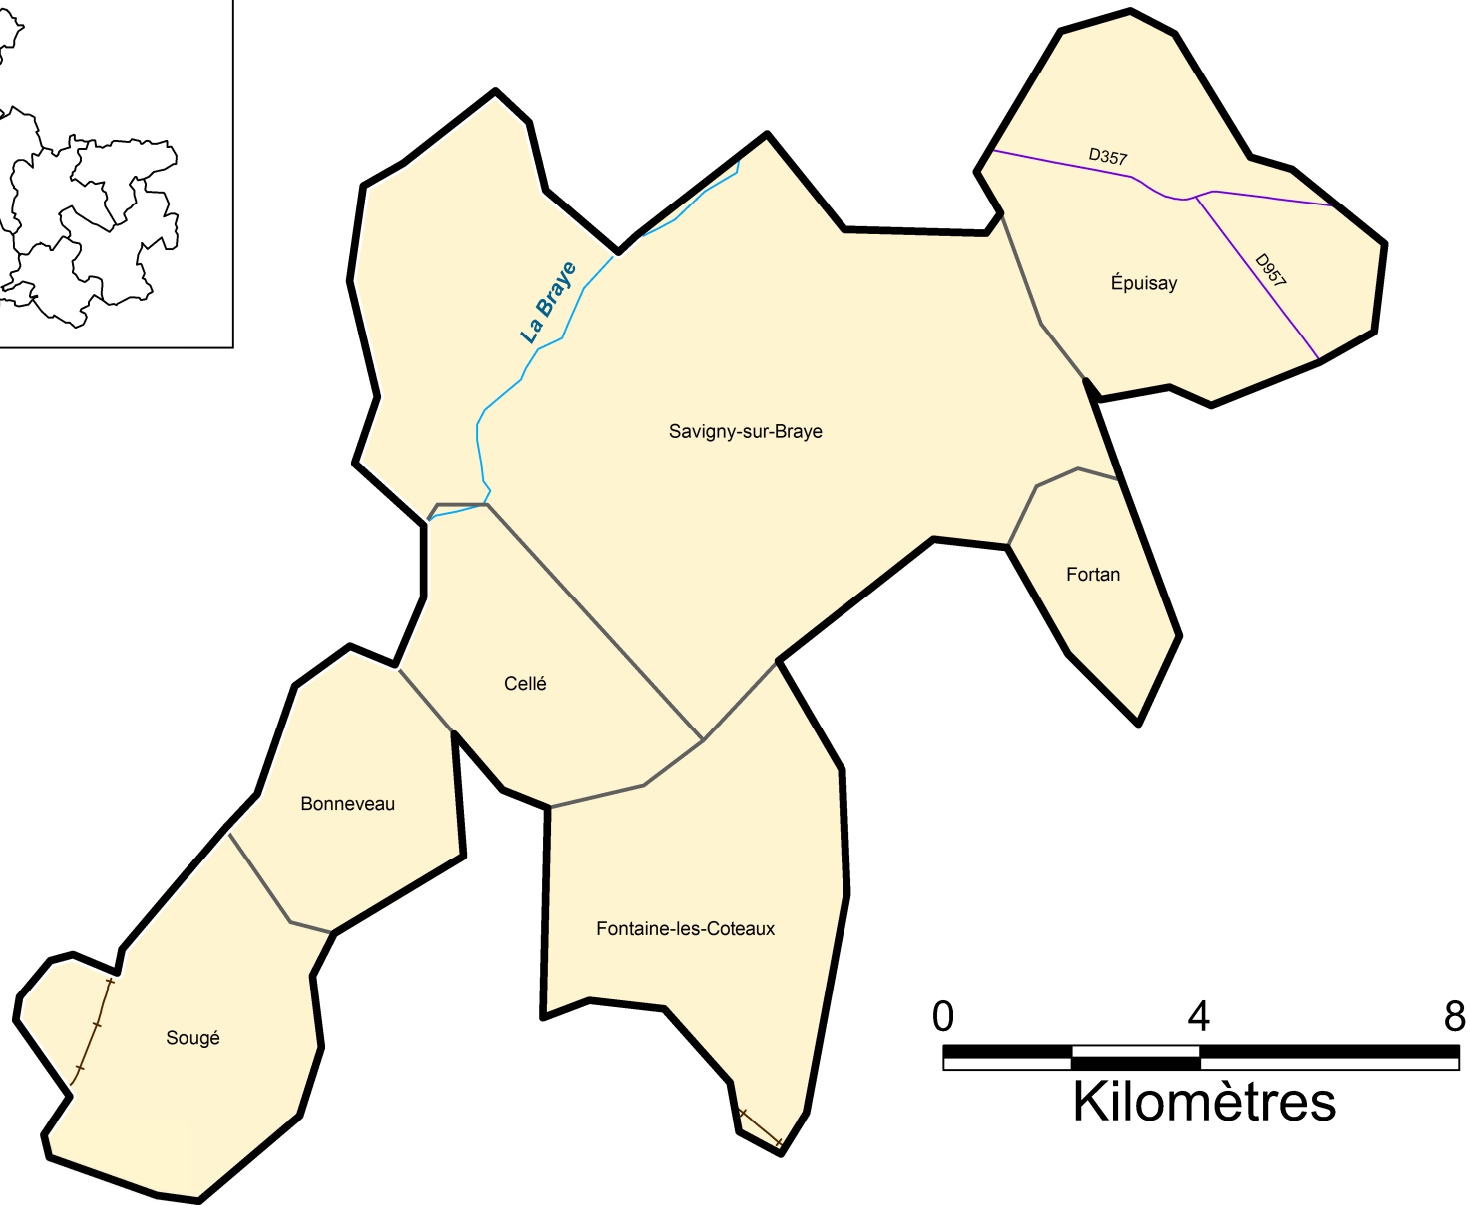 D357
La Braye
D957
Épuisay
Savigny-sur-Braye
Fortan
Cellé
Bonneveau
Fontaine-les-Coteaux
Sougé
0 4 8
Kilomètres